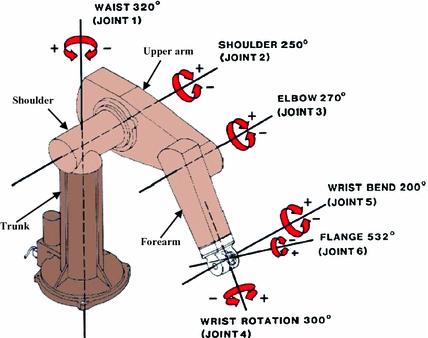 WAIST 320°
(JOINT 1)
+ -
Upper arm
SHOULDER 250°
(JOINT 2)
+
-
Shoulder
ELBOW 270°
(JOINT 3)
+
-
Trunk
Forearm
WRIST BEND 200°
(JOINT 5)
+
-
FLANGE 532°
(JOINT 6)
-
+
- +
WRIST ROTATION 300°
(JOINT 4)